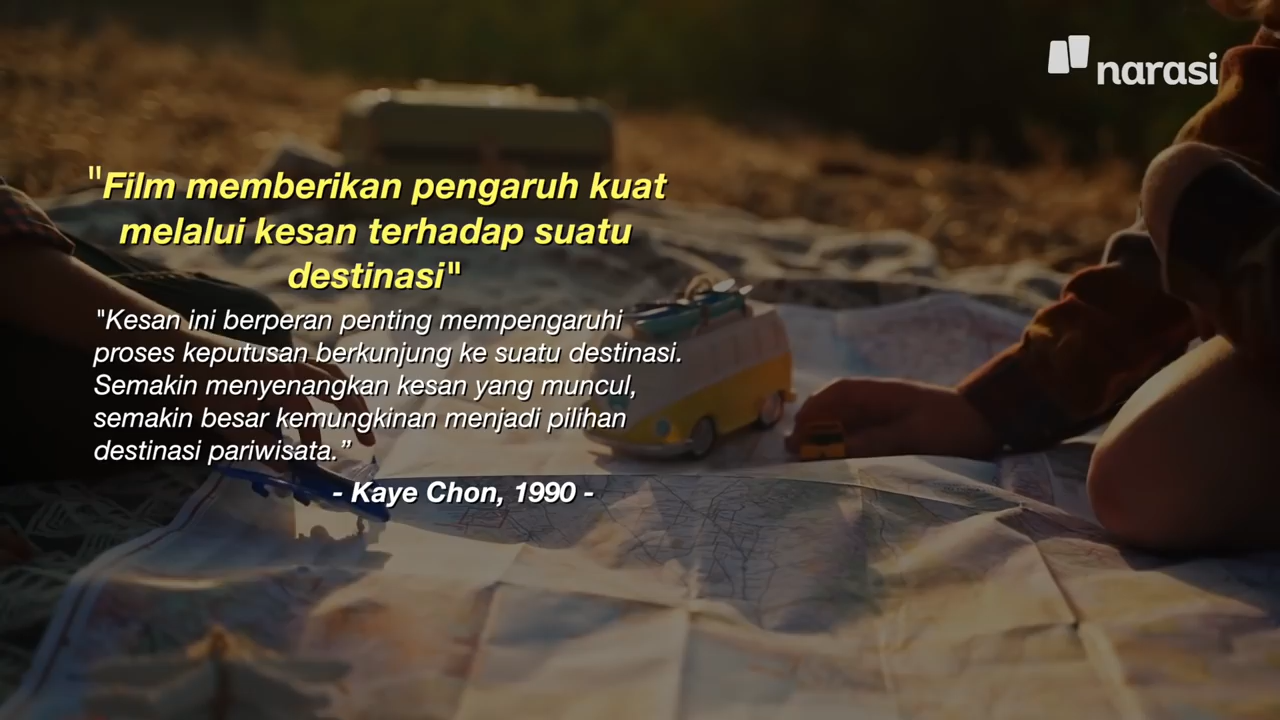 narasi
"Film memberikan pengaruh kuat
melalui kesan terhadap suatu
destinasi"
"Kesan ini berperan penting mempengaruhi
proses keputusan berkunjung ke suatu destinasi.
Semakin menyenangkan kesan yang muncul,
semakin besar kemungkinan menjadi pilihan
destinasi pariwisata.”
- Kaye Chon, 1990 -